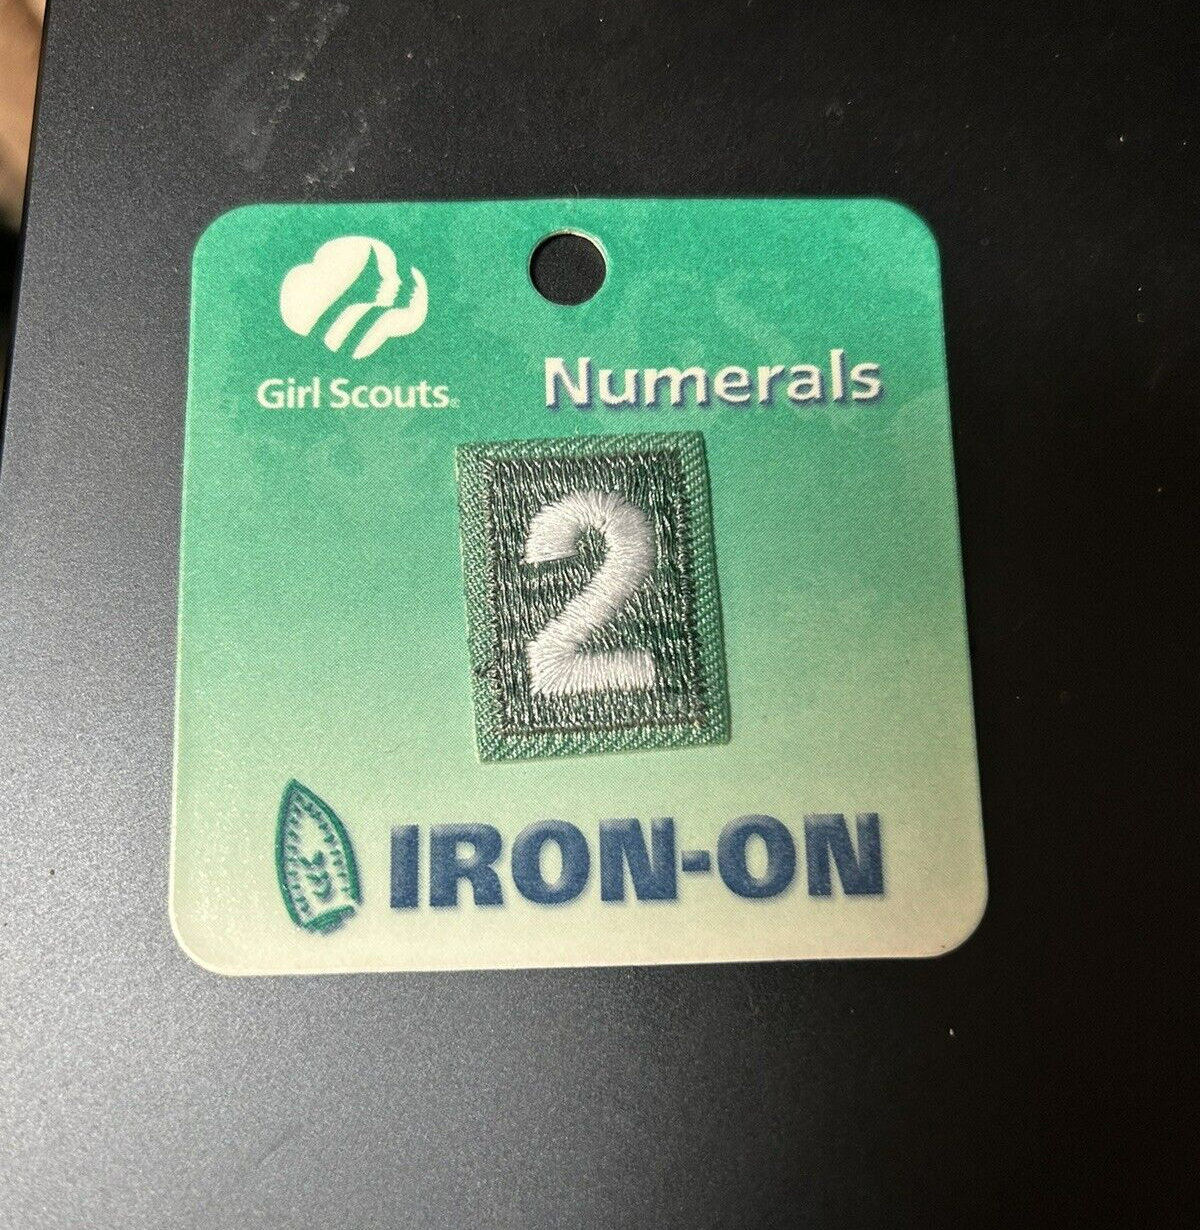 Girl Scouts®
Numerals
2
IRON-ON